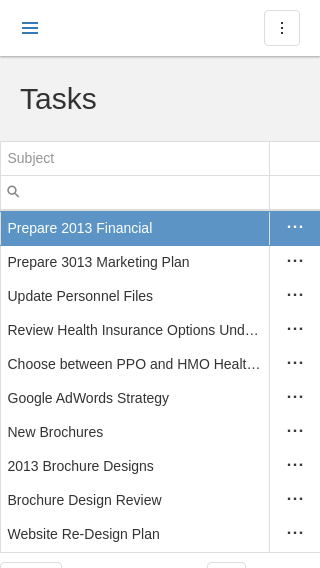 Tasks
Subject
Prepare 2013 Financial
Prepare 3013 Marketing Plan
Update Personnel Files
Review Health Insurance Options Und...
Choose between PPO and HMO Healt...
Google AdWords Strategy
New Brochures
2013 Brochure Designs
Brochure Design Review
Website Re-Design Plan